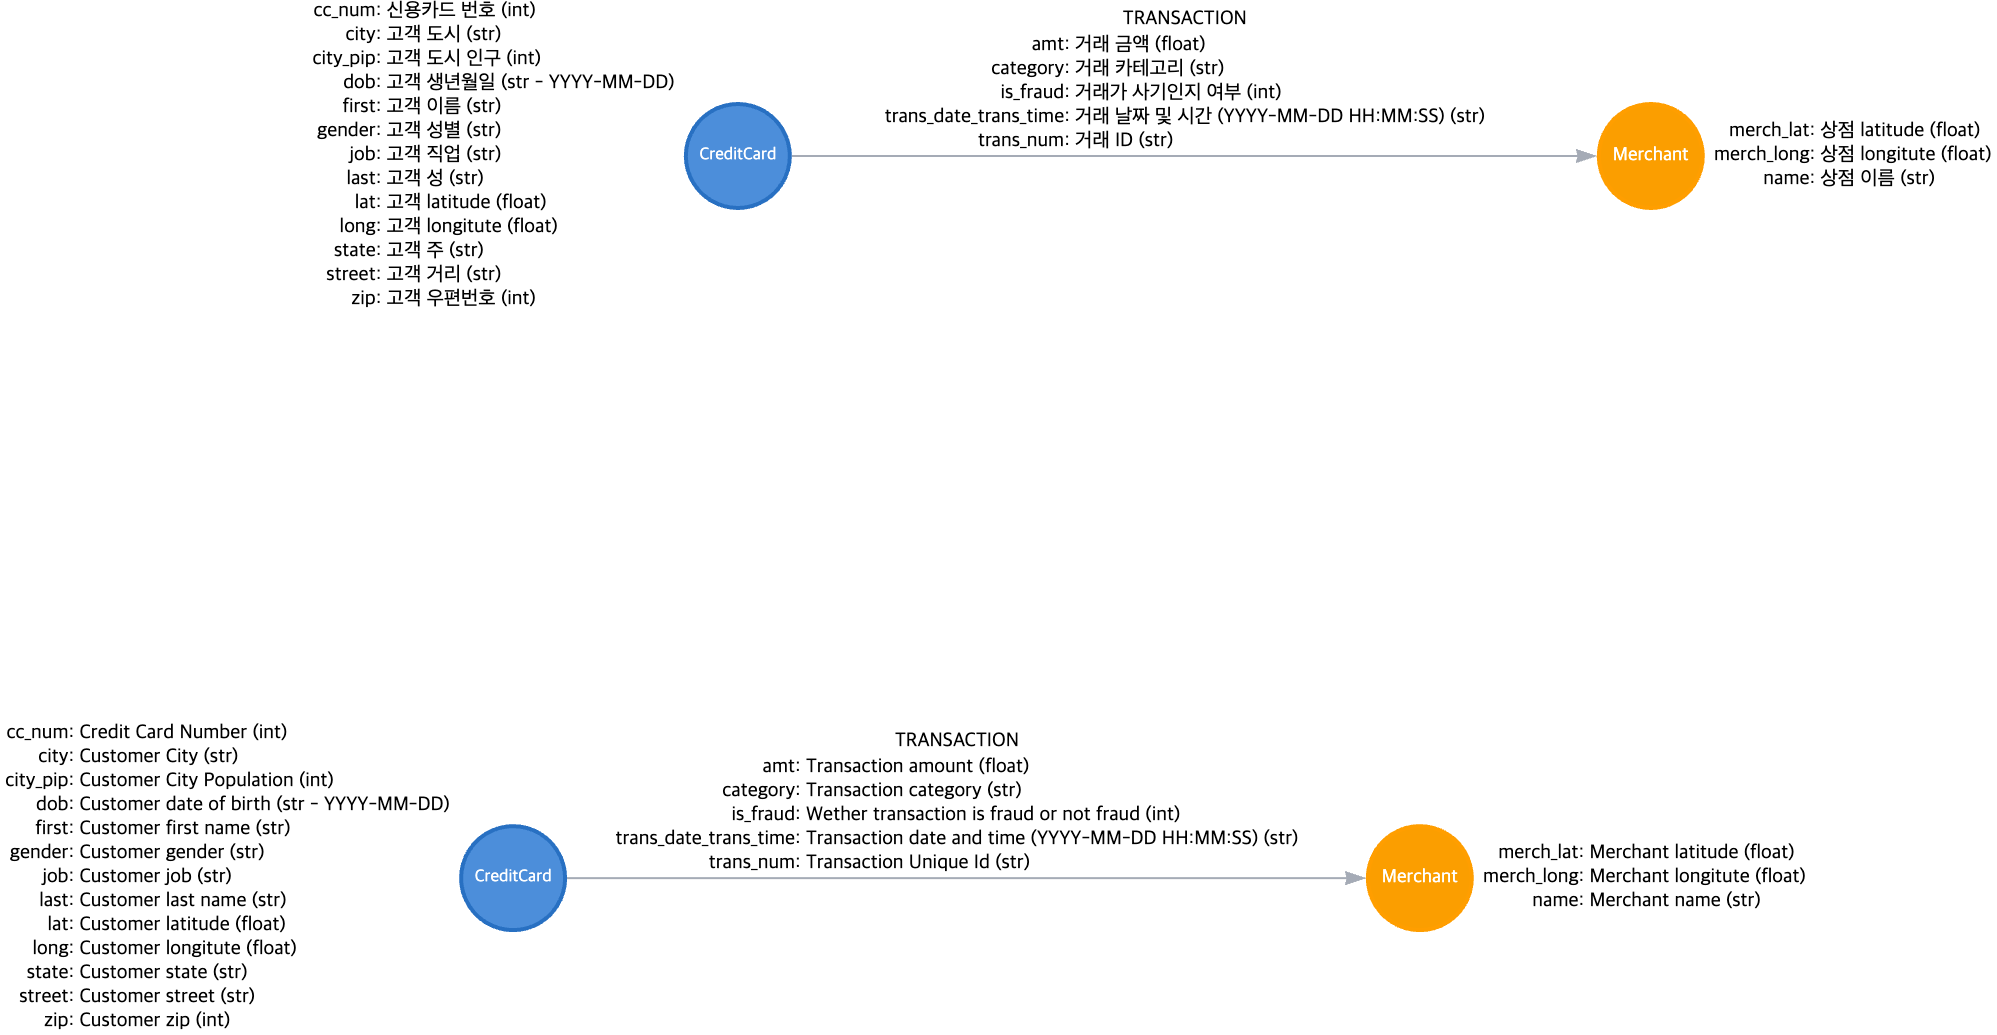 cc_num: 신용카드 번호 (int)
city: 고객 도시 (str)
city_pip: 고객 도시 인구 (int)
dob: 고객 생년월일 (str - YYYY-MM-DD)
first: 고객 이름 (str)
gender: 고객 성별 (str)
job: 고객 직업 (str)
last: 고객 성 (str)
lat: 고객 latitude (float)
long: 고객 longitute (float)
state: 고객 주 (str)
street: 고객 거리 (str)
zip: 고객 우편번호 (int)
CreditCard
TRANSACTION
amt: 거래 금액 (float)
category: 거래 카테고리 (str)
is_fraud: 거래가 사기인지 여부 (int)
trans_date_trans_time: 거래 날짜 및 시간 (YYYY-MM-DD HH:MM:SS) (str)
trans_num: 거래 ID (str)
Merchant
merch_lat: 상점 latitude (float)
merch_long: 상점 longitute (float)
name: 상점 이름 (str)
cc_num: Credit Card Number (int)
city: Customer City (str)
city_pip: Customer City Population (int)
dob: Customer date of birth (str - YYYY-MM-DD)
first: Customer first name (str)
gender: Customer gender (str)
job: Customer job (str)
last: Customer last name (str)
lat: Customer latitude (float)
long: Customer longitute (float)
state: Customer state (str)
street: Customer street (str)
zip: Customer zip (int)
CreditCard
TRANSACTION
amt: Transaction amount (float)
category: Transaction category (str)
is_fraud: Wether transaction is fraud or not fraud (int)
trans_date_trans_time: Transaction date and time (YYYY-MM-DD HH:MM:SS) (str)
trans_num: Transaction Unique Id (str)
Merchant
merch_lat: Merchant latitude (float)
merch_long: Merchant longitute (float)
name: Merchant name (str)